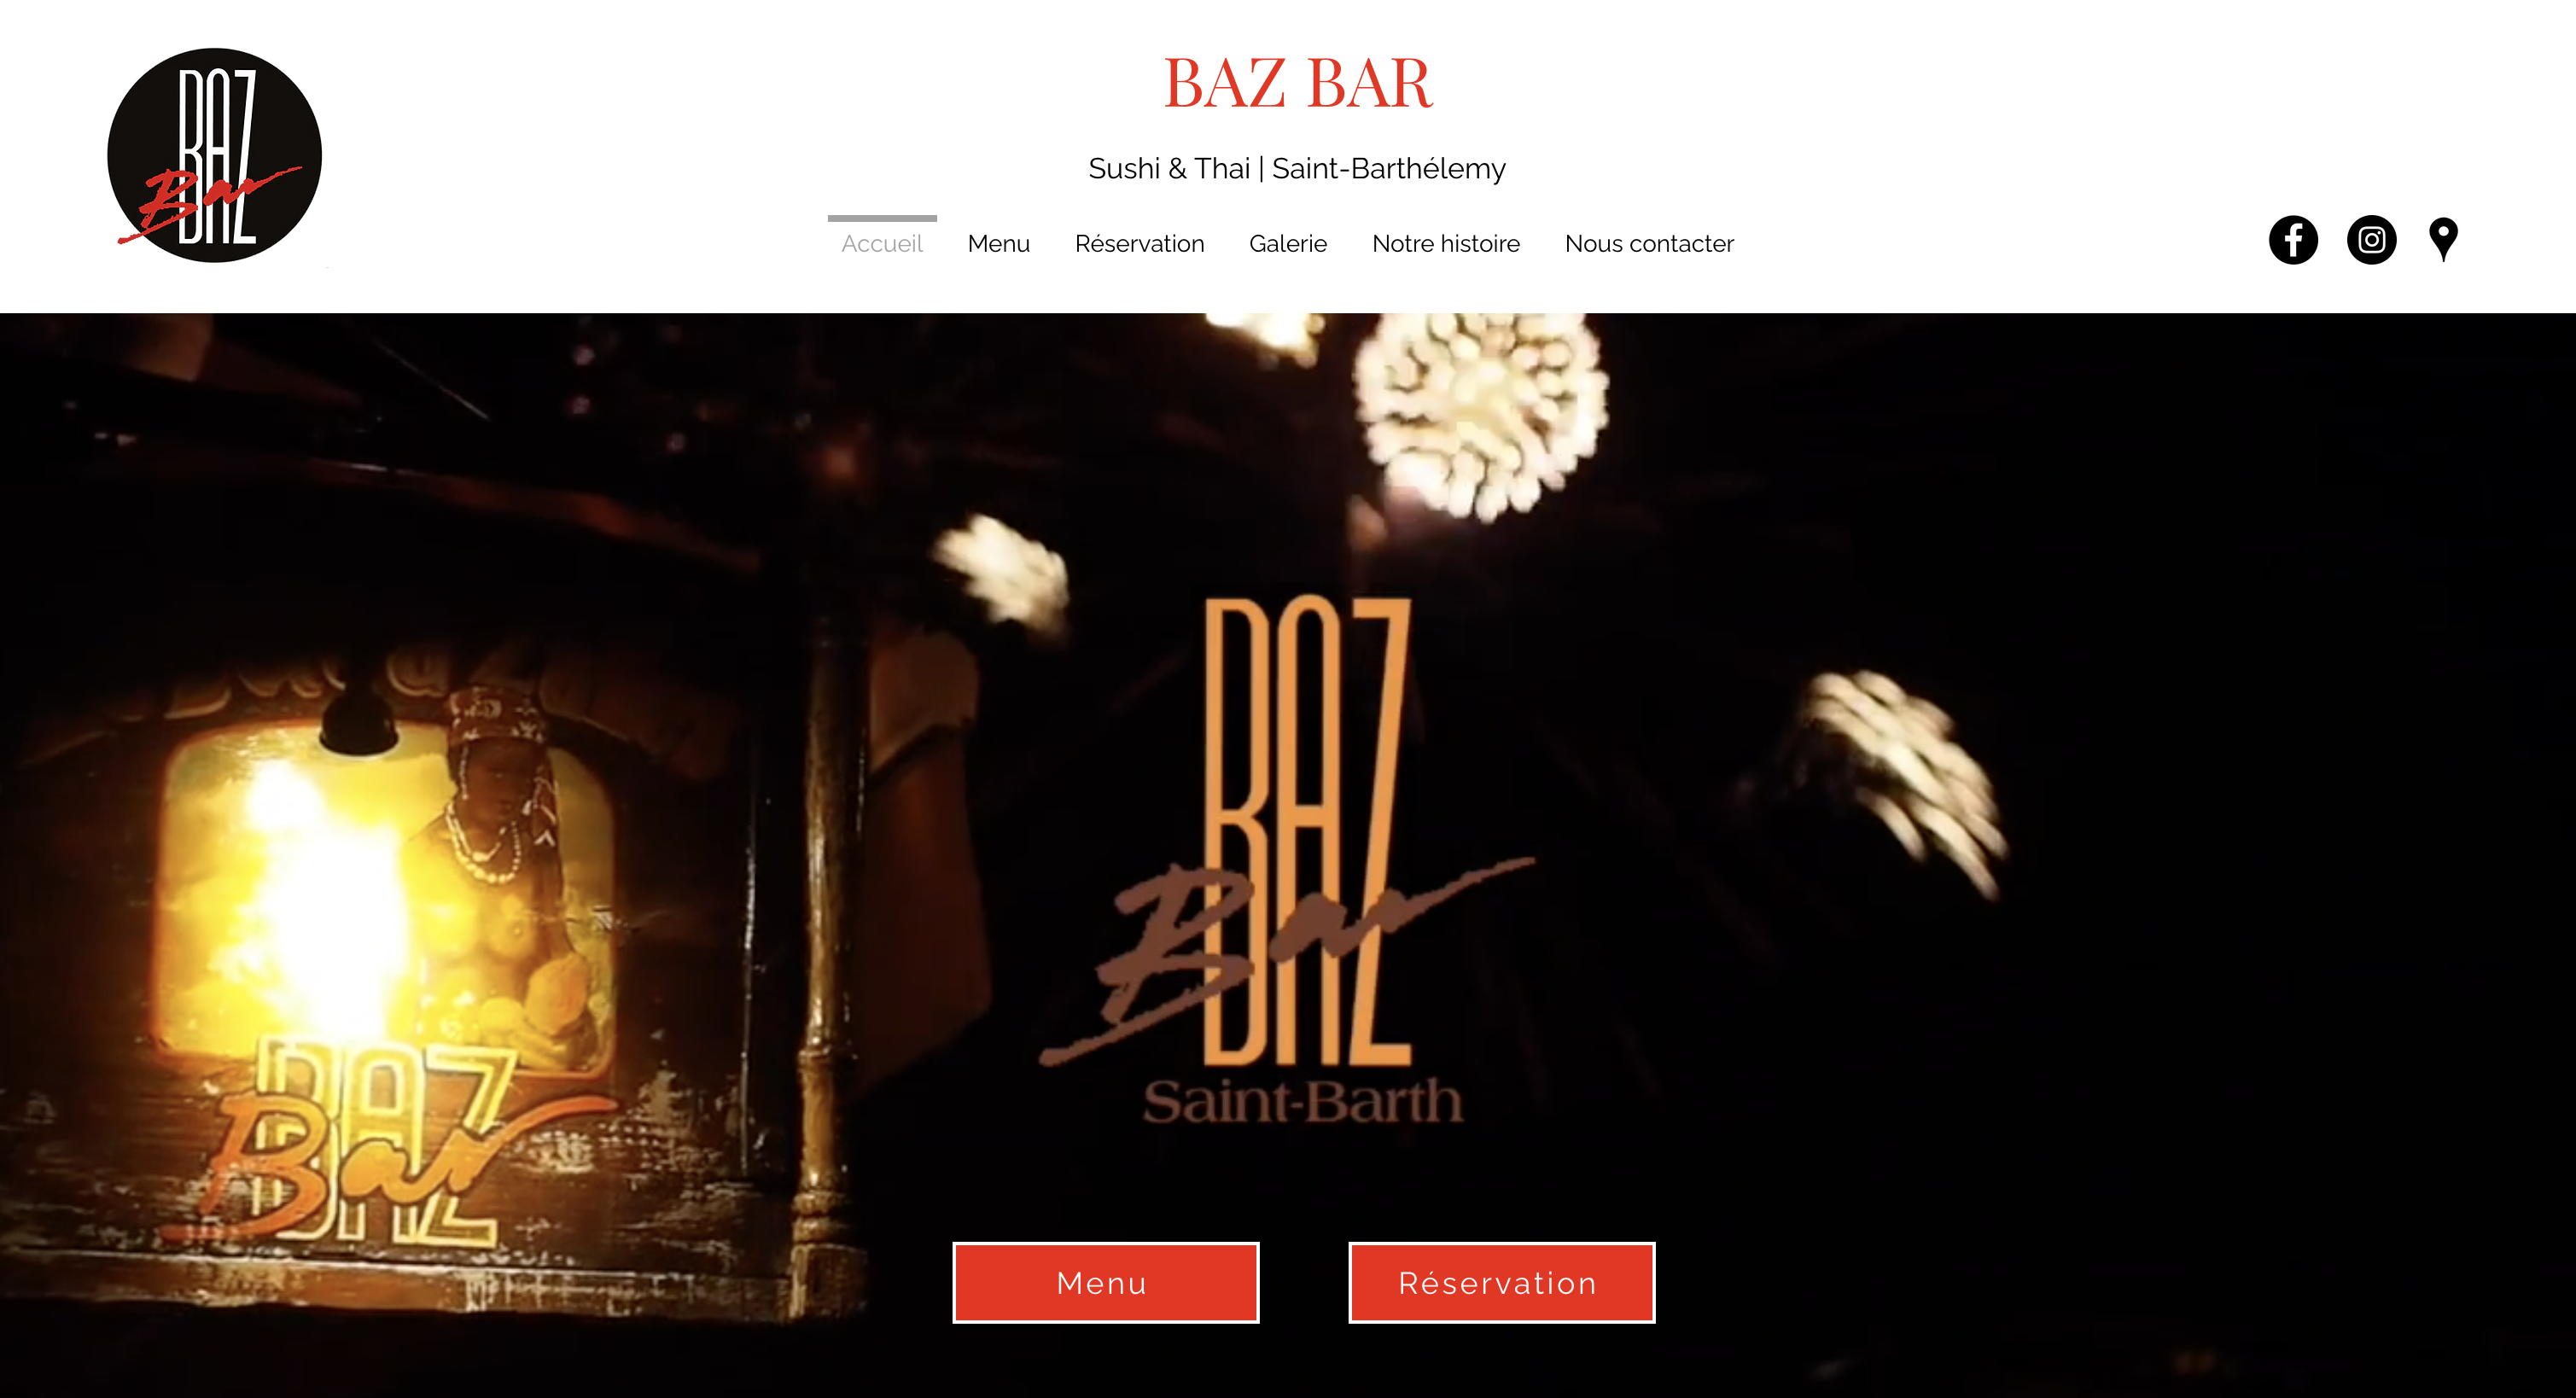 BAZ
Bar
BAZ BAR
Sushi & Thai | Saint-Barthélemy
Accueil Menu Réservation Galerie Notre histoire Nous contacter
BAZ
Bar
Saint-Barth
BAZ
Bar
Menu Réservation